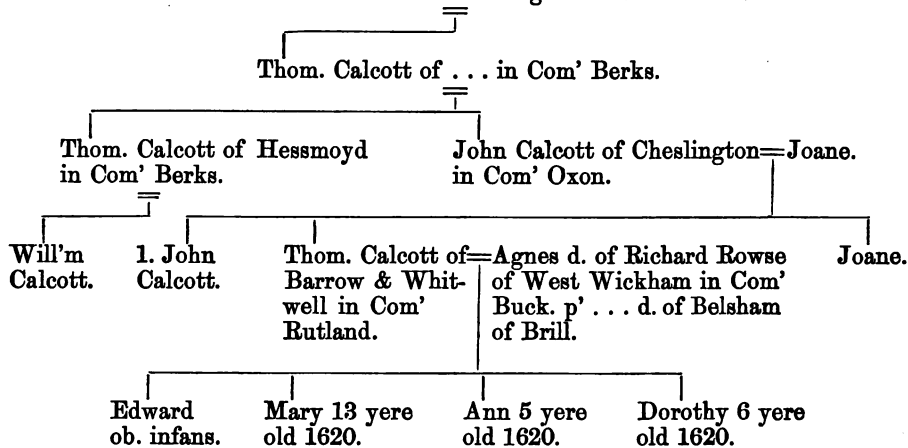 Thom. Calcott of . . . in Com' Berks.
Thom. Calcott of Hessmoyd
in Com' Berks.
John Calcott of Cheslington=Joane.
in Com' Oxon.
Will'm
Calcott.
1. John
Calcott.
Thom. Calcott of=Agnes d. of Richard Rowse
Barrow & Whit-
well in Com'
Rutland.
of West Wickham in Com'
Buck. p' . . . d. of Belsham
of Brill.
Joane.
Edward
ob. infans.
Mary 13 yere
old 1620.
Ann 5 yere
old 1620.
Dorothy 6 yere
old 1620.